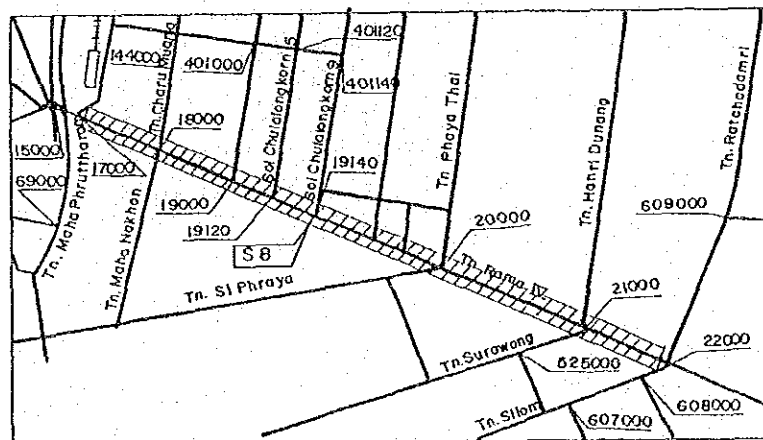 144000
Tn. Charu Muang
401000
Soi Chulalongkorn 5
401120
Soi Chulalongkorn 9
401140
Tn. Phaya Thai
Tn. Hanri Dunang
Tn. Ratchadamri
15000
69000
Tn. Maha Phruttharam
17000
18000
Tn. Maha Nakhon
19000
19120
S 8
19140
20000
Tn. Rama IV
609000
21000
22000
Tn. Si Phraya
Tn. Surawong
625000
Tn. Silom
607000
608000